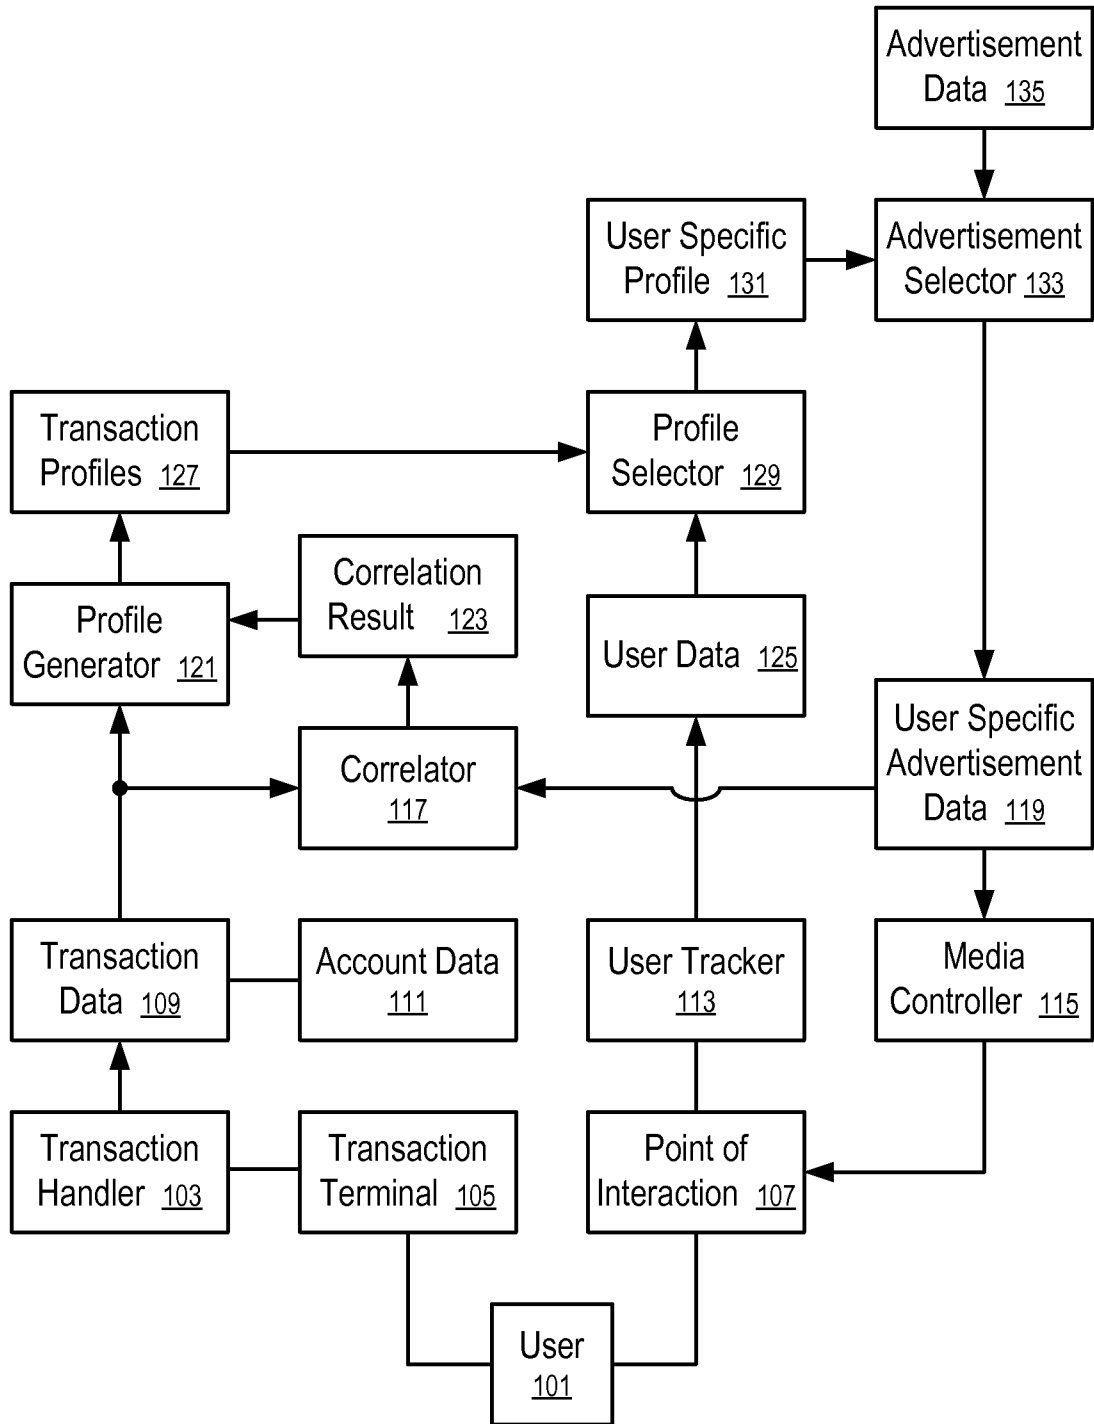 Advertisement
Data 135
User Specific
Profile 131
Advertisement
Selector 133
Transaction
Profiles 127
Profile
Selector 129
Correlation
Result 123
Profile
Generator 121
User Data 125
User Specific
Advertisement
Data 119
Correlator
117
Transaction
Data 109
Account Data
111
User Tracker
113
Media
Controller 115
Transaction
Handler 103
Transaction
Terminal 105
Point of
Interaction 107
User
101